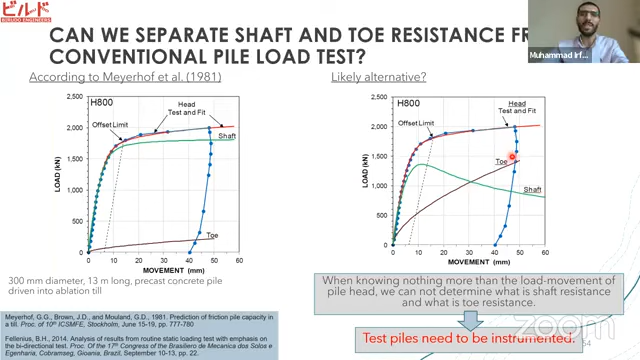 ビルド
BIRUDO ENGINEERS
CAN WE SEPARATE SHAFT AND TOE RESISTANCE FR
CONVENTIONAL PILE LOAD TEST?
Muhammad Irf...
According to Meyerhof et al. (1981)
Likely alternative?
2,500
2,000
1,500
1,000
500
0
LOAD (kN)
H800
Head
Test and Fit
Offset Limit
Shaft
Toe
0 10 20 30 40 50 60
MOVEMENT (mm)
2,500
2,000
1,500
1,000
500
0
LOAD (kN)
H800
Head
Test and Fit
Offset Limit
Toe
Shaft
0 10 20 30 40 50 60
MOVEMENT (mm)
300 mm diameter, 13 m long, precast concrete pile
driven into ablation till
When knowing nothing more than the load-movement of
pile head, we can not determine what is shaft resistance
and what is toe resistance.
Meyerhof, G.G., Brown, J.D., and Mouland, G.D., 1981. Prediction of friction pile capacity in
a till. Proc. of 10th ICSMFE, Stockholm, June 15-19, pp. 777-780
Fellenius, B.H., 2014. Analysis of results from routine static loading test with emphasis on
the bi-directional test. Proc. Of the 17th Congress of the Brasiliero de Mecanica dos Solos e
Egenharia, Cobramseg, Gioania, Brazil, September 10-13, pp. 22.
Test piles need to be instrumented.
zoom